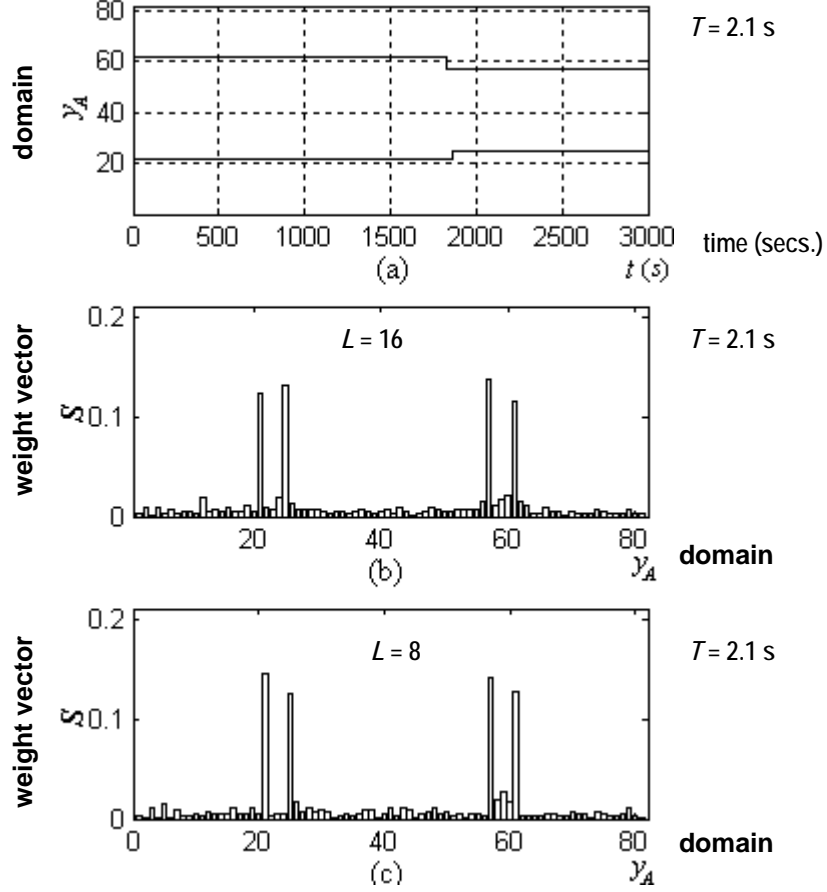 80
60
40
20
domain
y_A
T = 2.1 s
0 500 1000 1500 2000 2500 3000
time (secs.)
(a)
t (s)
0.2
0.1
0
weight vector
S
L = 16
T = 2.1 s
20 40 60 80
(b)
y_A
domain
0.2
0.1
0
weight vector
S
L = 8
T = 2.1 s
0 20 40 60 80
(c)
y_A
domain